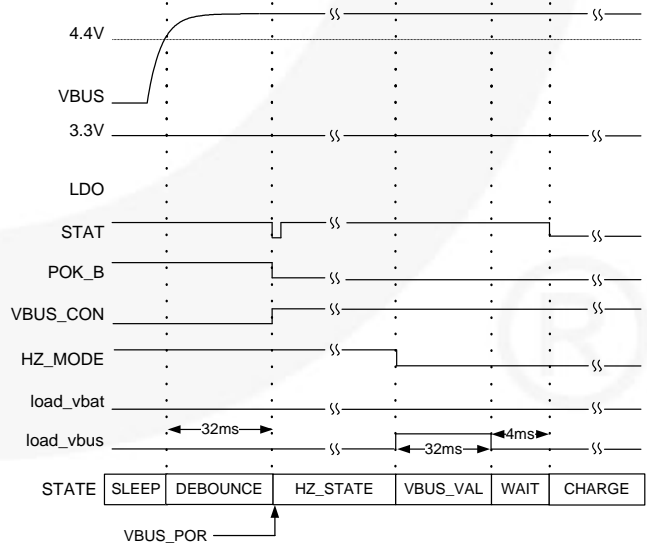 4.4V
VBUS
3.3V
LDO
STAT
POK_B
VBUS_CON
HZ_MODE
load_vbat
32ms
4ms
load_vbus
32ms
STATE SLEEP DEBOUNCE HZ_STATE VBUS_VAL WAIT CHARGE
VBUS_POR
®